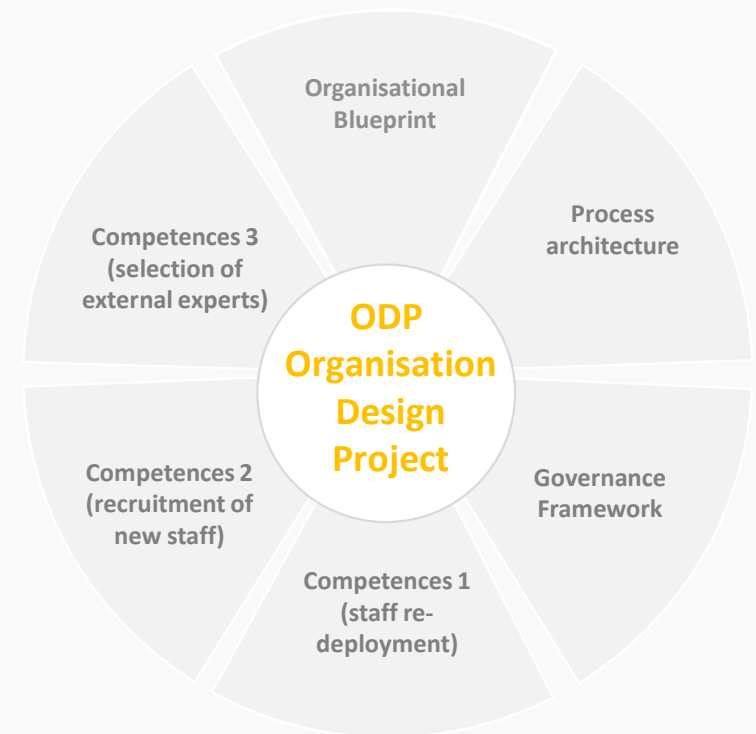 Organisational
Blueprint
Process
architecture
Governance
Framework
Competences 1
(staff re-
deployment)
Competences 2
(recruitment of
new staff)
Competences 3
(selection of
external experts)
ODP
Organisation
Design
Project